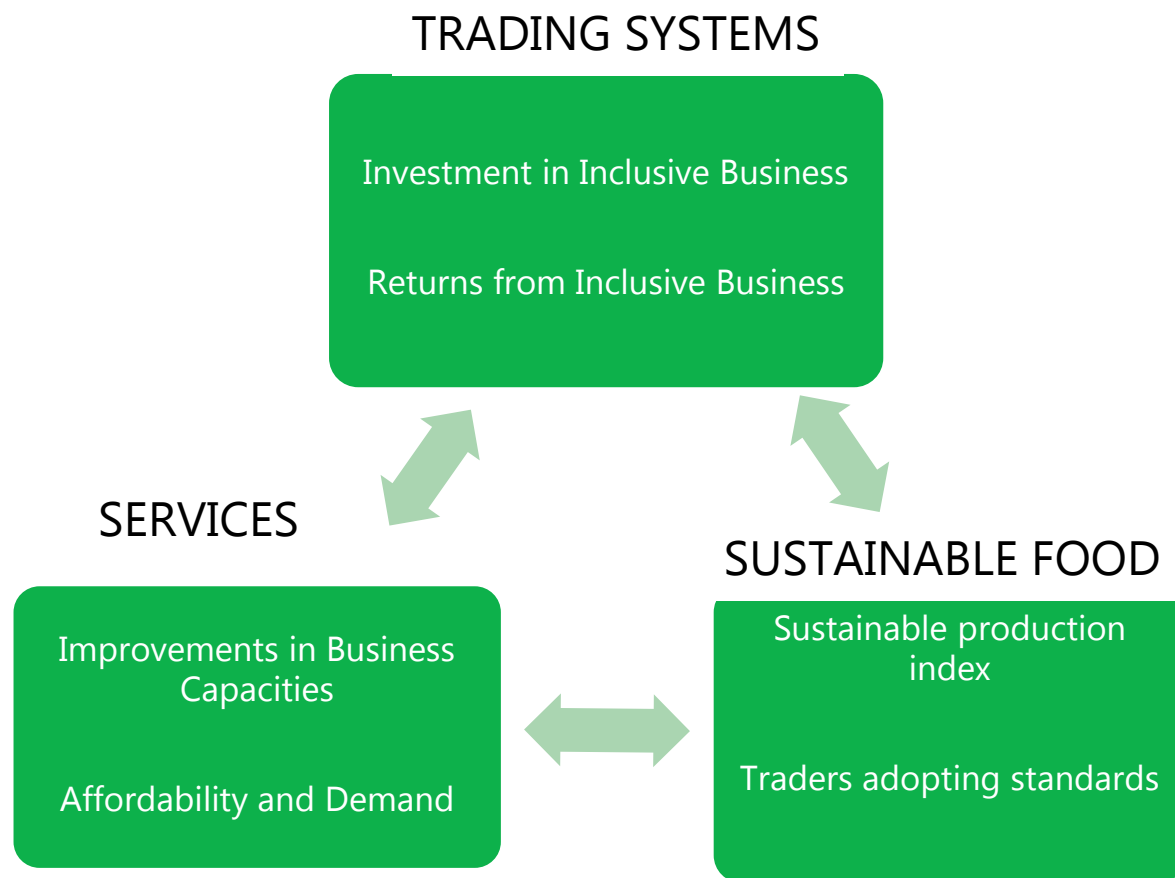 TRADING SYSTEMS
Investment in Inclusive Business
Returns from Inclusive Business
SERVICES
Improvements in Business
Capacities
Affordability and Demand
SUSTAINABLE FOOD
Sustainable production
index
Traders adopting standards